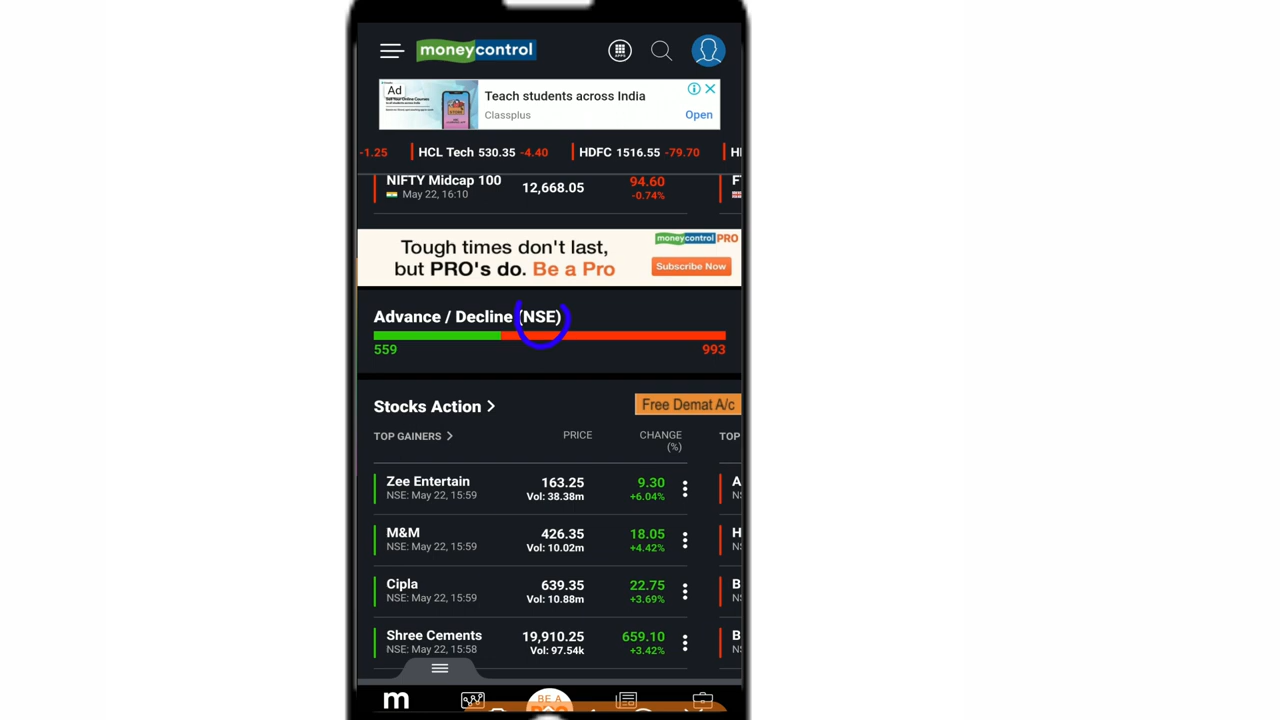 moneycontrol
APPS
Ad
Teach students across India
Classplus
Open
-1.25 HCL Tech 530.35 -4.40 HDFC 1516.55 -79.70
NIFTY Midcap 100 12,668.05 94.60
May 22, 16:10 -0.74%
Tough times don't last,
but PRO's do. Be a Pro
moneycontrol PRO
Subscribe Now
Advance / Decline (NSE)
559 993
Stocks Action >
Free Demat A/c
TOP GAINERS > PRICE CHANGE (%) TOP
Zee Entertain 163.25 9.30
NSE: May 22, 15:59 Vol: 38.38m +6.04%
M&M 426.35 18.05
NSE: May 22, 15:59 Vol: 10.02m +4.42%
Cipla 639.35 22.75
NSE: May 22, 15:59 Vol: 10.88m +3.69%
Shree Cements 19,910.25 659.10
NSE: May 22, 15:58 Vol: 97.54k +3.42%
m
BE A